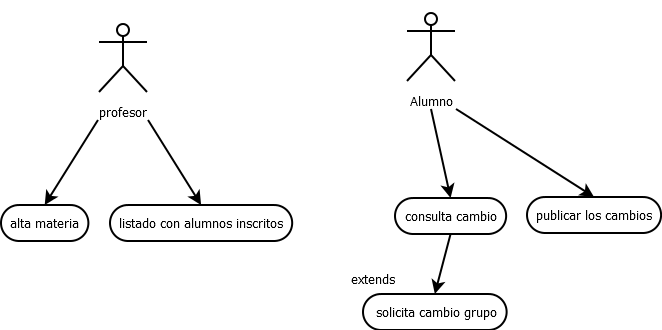 profesor
Alumno
alta materia
listado con alumnos inscritos
consulta cambio
publicar los cambios
extends
solicita cambio grupo